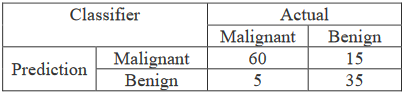 Classifier Actual
Malignant Benign
Prediction Malignant 60 15
Benign 5 35